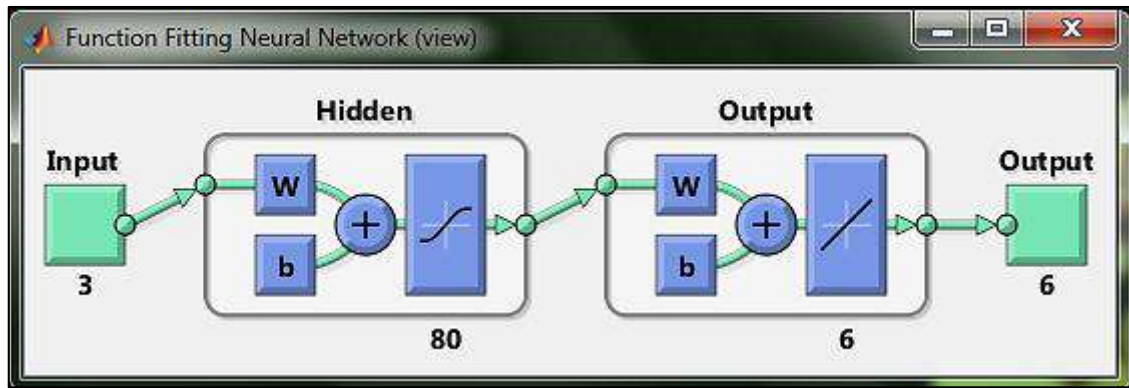 Function Fitting Neural Network (view)
Hidden
Output
Input
Output
W
W
b
b
3
6
80
6